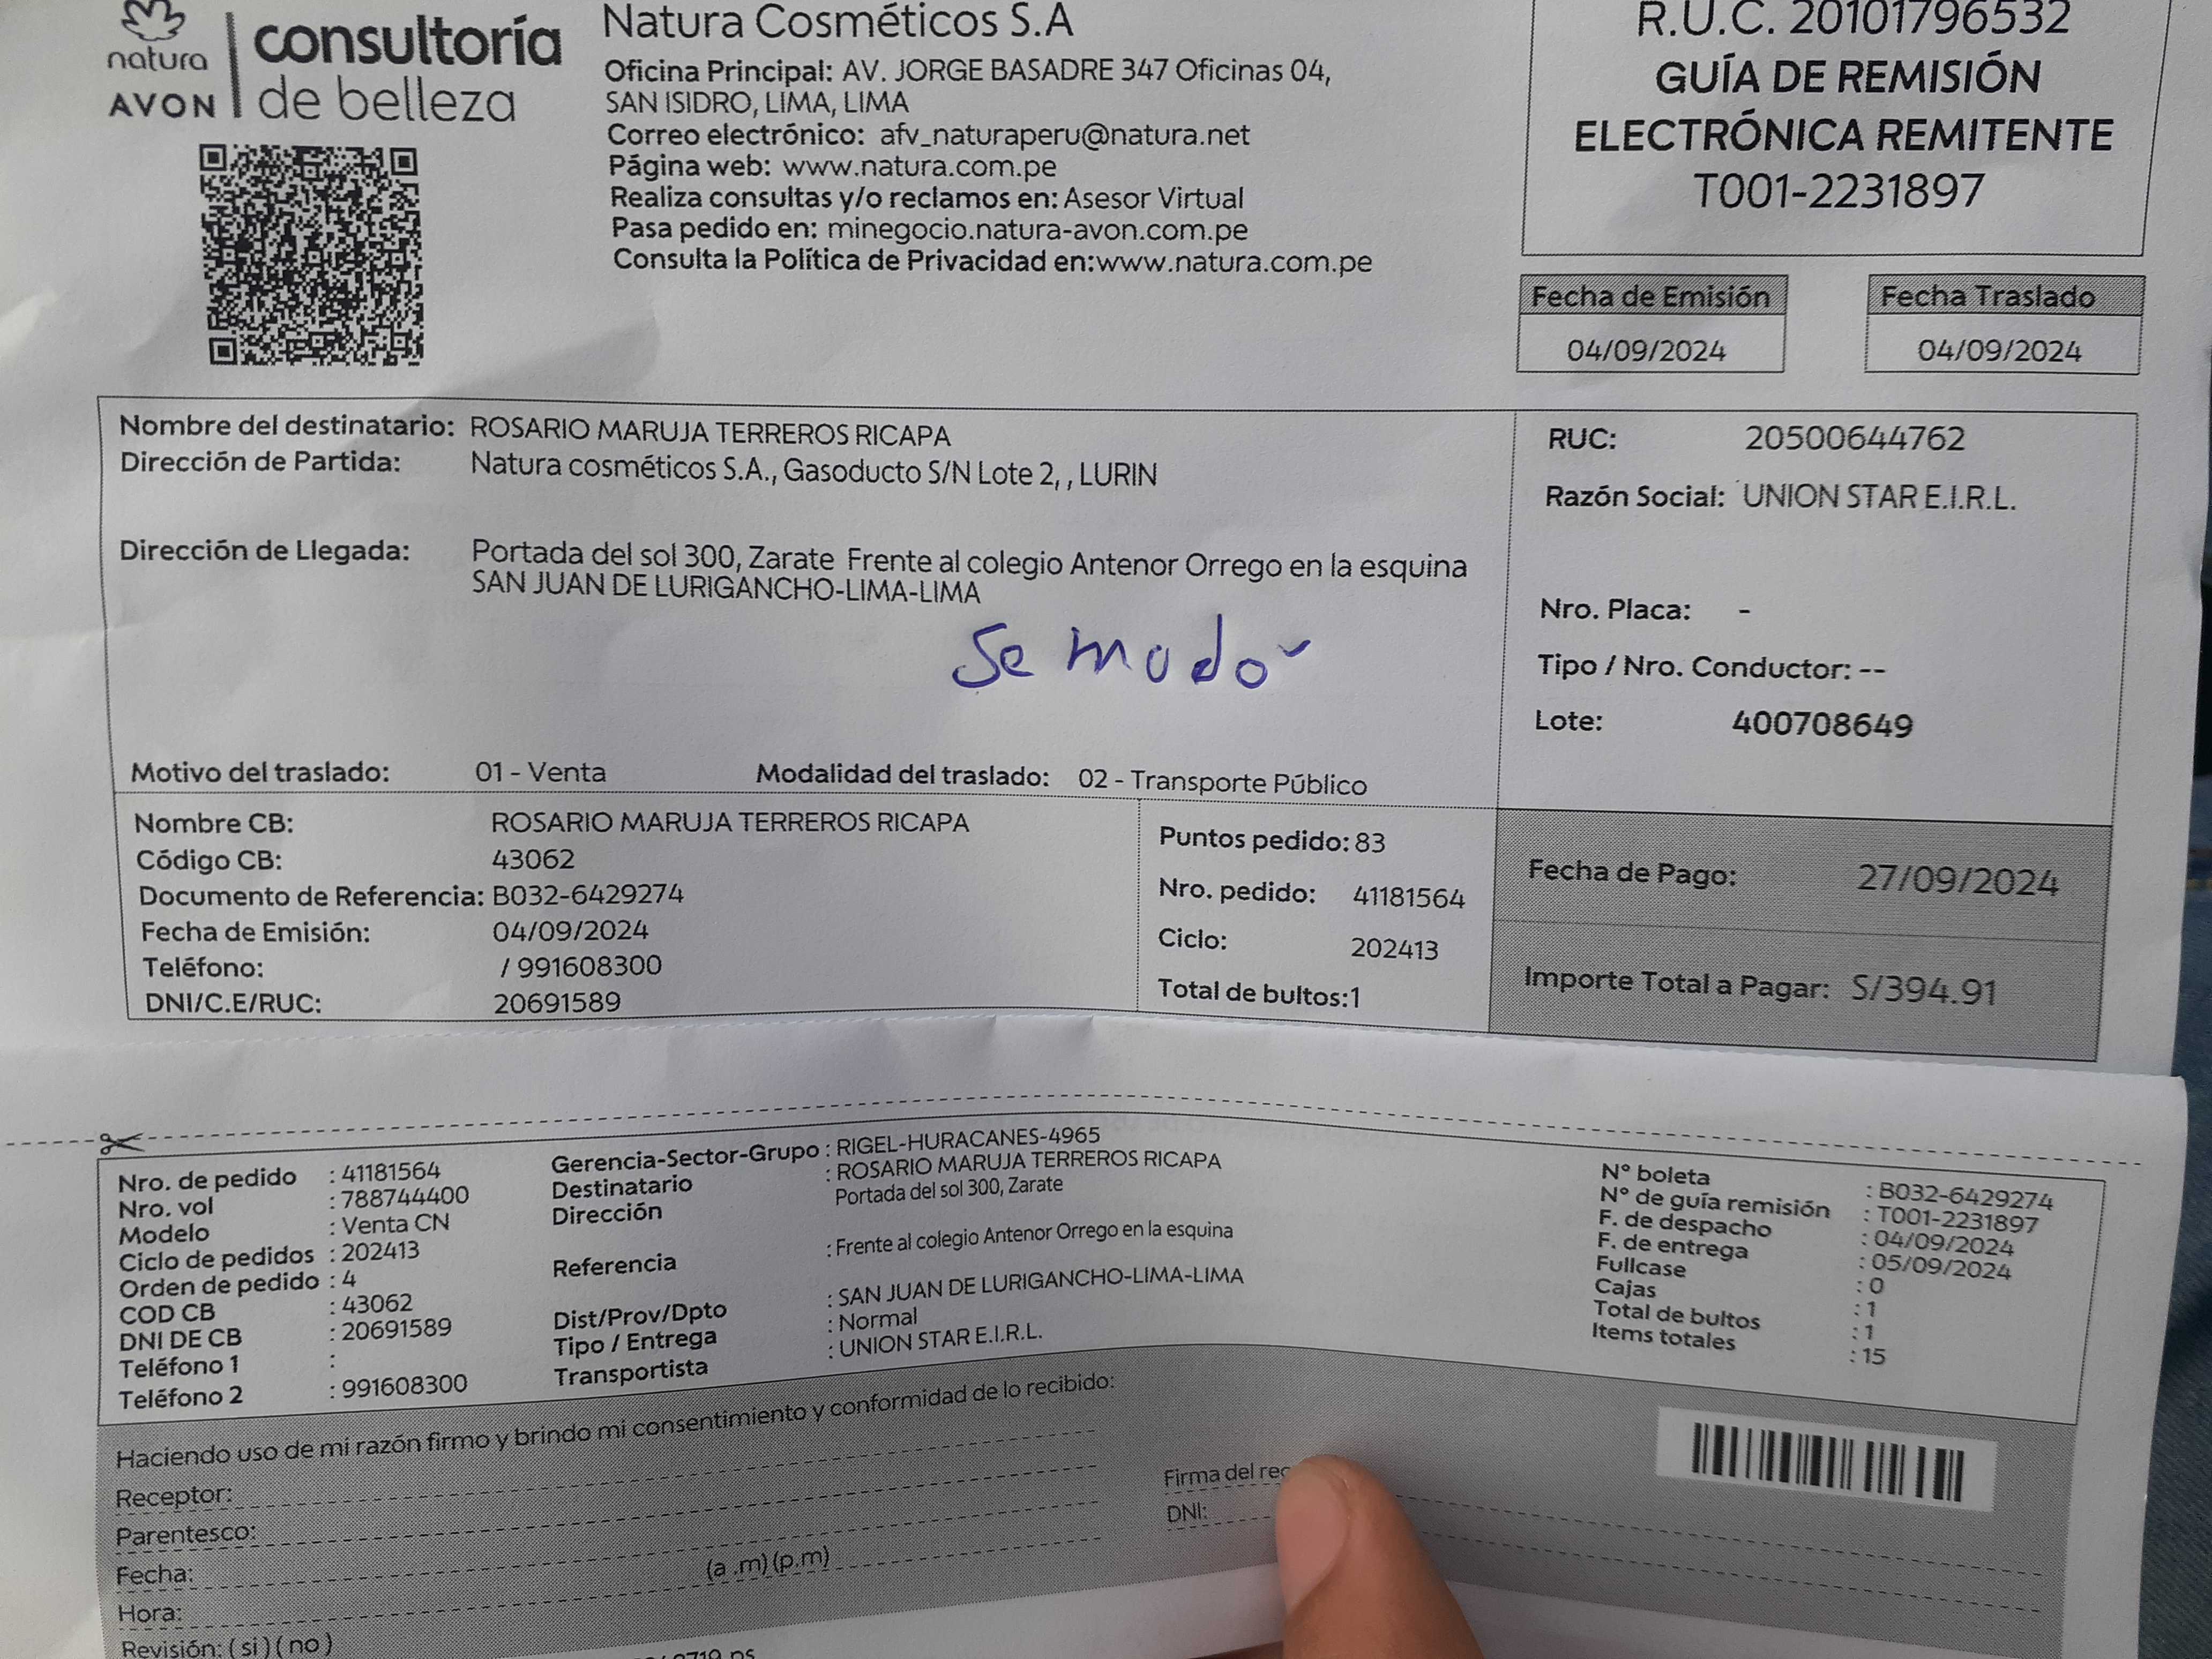 natura
AVON
consultoría
de belleza
Natura Cosméticos S.A
Oficina Principal: AV. JORGE BASADRE 347 Oficinas 04,
SAN ISIDRO, LIMA, LIMA
Correo electrónico: afv_naturaperu@natura.net
Página web: www.natura.com.pe
Realiza consultas y/o reclamos en: Asesor Virtual
Pasa pedido en: minegocio.natura-avon.com.pe
Consulta la Política de Privacidad en:www.natura.com.pe
R.U.C. 20101796532
GUÍA DE REMISIÓN
ELECTRÓNICA REMITENTE
T001-2231897
Fecha de Emisión
04/09/2024
Fecha Traslado
04/09/2024
Nombre del destinatario: ROSARIO MARUJA TERREROS RICAPA
Dirección de Partida: Natura cosméticos S.A., Gasoducto S/N Lote 2, , LURIN
Dirección de Llegada: Portada del sol 300, Zarate Frente al colegio Antenor Orrego en la esquina
SAN JUAN DE LURIGANCHO-LIMA-LIMA
Se mudó
Motivo del traslado: 01 - Venta
Modalidad del traslado: 02 - Transporte Público
RUC: 20500644762
Razón Social: UNION STAR E.I.R.L.
Nro. Placa: -
Tipo / Nro. Conductor: --
Lote: 400708649
Nombre CB: ROSARIO MARUJA TERREROS RICAPA
Código CB: 43062
Documento de Referencia: B032-6429274
Fecha de Emisión: 04/09/2024
Teléfono: / 991608300
DNI/C.E/RUC: 20691589
Puntos pedido: 83
Nro. pedido: 41181564
Ciclo: 202413
Total de bultos:1
Fecha de Pago: 27/09/2024
Importe Total a Pagar: S/394.91
Nro. de pedido : 41181564
Nro. vol : 788744400
Modelo : Venta CN
Ciclo de pedidos : 202413
Orden de pedido : 4
COD CB : 43062
DNI DE CB : 20691589
Teléfono 1 :
Teléfono 2 : 991608300
Gerencia-Sector-Grupo : RIGEL-HURACANES-4965
Destinatario : ROSARIO MARUJA TERREROS RICAPA
Dirección Portada del sol 300, Zarate
Referencia : Frente al colegio Antenor Orrego en la esquina
Dist/Prov/Dpto : SAN JUAN DE LURIGANCHO-LIMA-LIMA
Tipo / Entrega : Normal
Transportista : UNION STAR E.I.R.L.
N° boleta : B032-6429274
N° de guía remisión : T001-2231897
F. de despacho : 04/09/2024
F. de entrega : 05/09/2024
Fullcase : 0
Cajas : 1
Total de bultos : 1
Items totales : 15
Haciendo uso de mi razón firmo y brindo mi consentimiento y conformidad de lo recibido:
Receptor:
Parentesco:
Fecha:
Hora: (a .m) (p.m)
Revisión: ( si ) ( no )
Firma del rec
DNI: